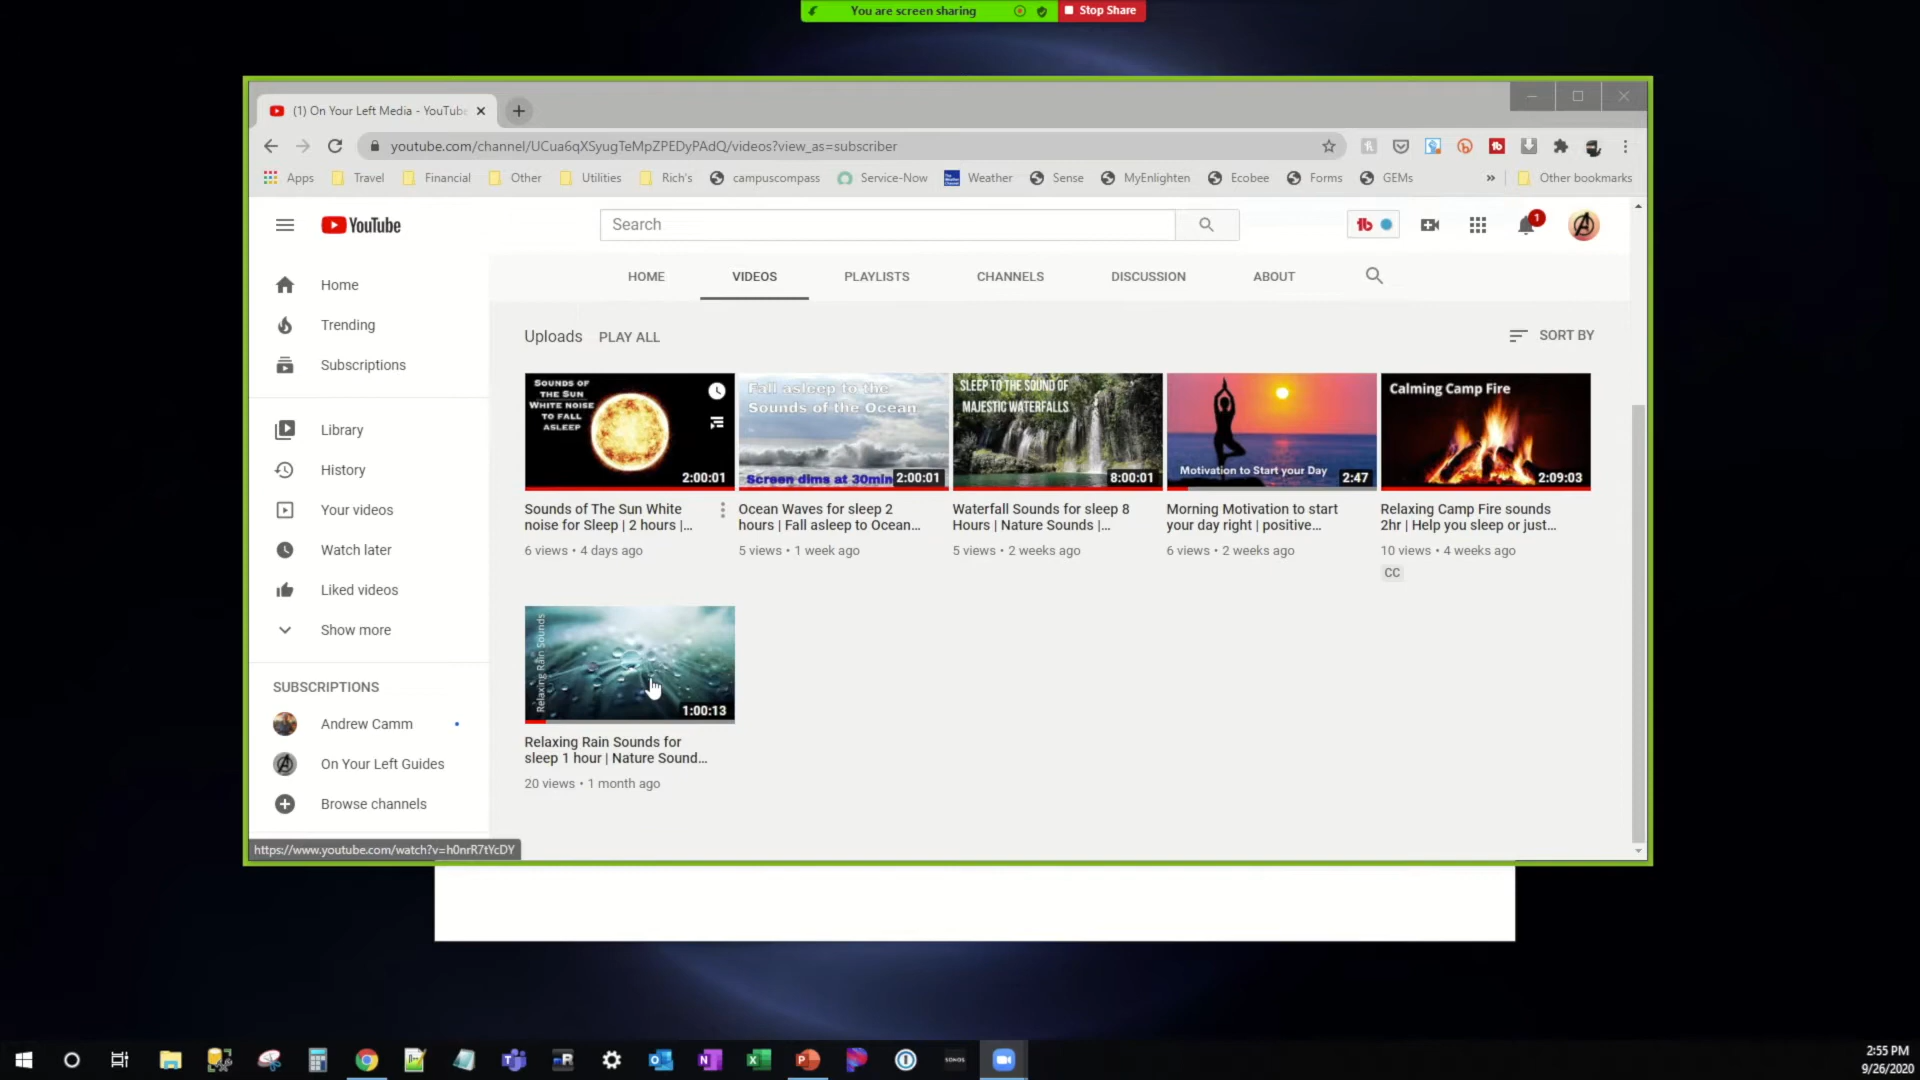 You are screen sharing
Stop Share
(1) On Your Left Media - YouTube
youtube.com/channel/UCua6qXSyugTeMpZPEDyPAdQ/videos?view_as=subscriber
Apps Travel Financial Other Utilities Rich's campuscompass Service-Now Weather Sense MyEnlighten Ecobee Forms GEMs » Other bookmarks
YouTube
Search
1
HOME VIDEOS PLAYLISTS CHANNELS DISCUSSION ABOUT
Home
Trending
Subscriptions
Library
History
Your videos
Watch later
Liked videos
Show more
SUBSCRIPTIONS
Andrew Camm
On Your Left Guides
Browse channels
Uploads PLAY ALL
SORT BY
SOUNDS OF
THE SUN
WHITE NOISE
TO FALL
ASLEEP
2:00:01
Sounds of The Sun White
noise for Sleep | 2 hours |...
6 views • 4 days ago
Fall asleep to the
Sounds of the Ocean
Screen dims at 30min
2:00:01
Ocean Waves for sleep 2
hours | Fall asleep to Ocean...
5 views • 1 week ago
SLEEP TO THE SOUND OF
MAJESTIC WATERFALLS
8:00:01
Waterfall Sounds for sleep 8
Hours | Nature Sounds |...
5 views • 2 weeks ago
Motivation to Start your Day
2:47
Morning Motivation to start
your day right | positive...
6 views • 2 weeks ago
Calming Camp Fire
2:09:03
Relaxing Camp Fire sounds
2hr | Help you sleep or just...
10 views • 4 weeks ago
CC
Relaxing Rain Sounds
1:00:13
Relaxing Rain Sounds for
sleep 1 hour | Nature Sound...
20 views • 1 month ago
https://www.youtube.com/watch?v=h0nrR7tYcDY
SONOS
2:55 PM
9/26/2020